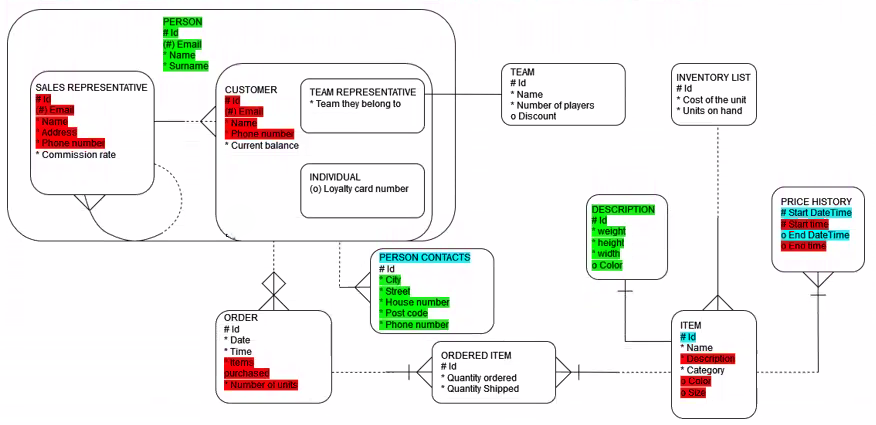 PERSON
# Id
(#) Email
* Name
* Surname
SALES REPRESENTATIVE
# Id
(#) Email
* Name
* Address
* Phone number
* Commission rate
CUSTOMER
# Id
(#) Email
* Name
* Phone number
* Current balance
TEAM REPRESENTATIVE
* Team they belong to
INDIVIDUAL
(o) Loyalty card number
TEAM
# Id
* Name
* Number of players
o Discount
INVENTORY LIST
# Id
* Cost of the unit
* Units on hand
DESCRIPTION
# Id
* weight
* height
* width
o Color
PRICE HISTORY
# Start DateTime
# Start time
o End DateTime
o End time
PERSON CONTACTS
# Id
* City
* Street
* House number
* Post code
* Phone number
ORDER
# Id
* Date
* Time
* Items
purchased
* Number of units
ORDERED ITEM
# Id
* Quantity ordered
* Quantity Shipped
ITEM
# Id
* Name
* Description
* Category
o Color
o Size